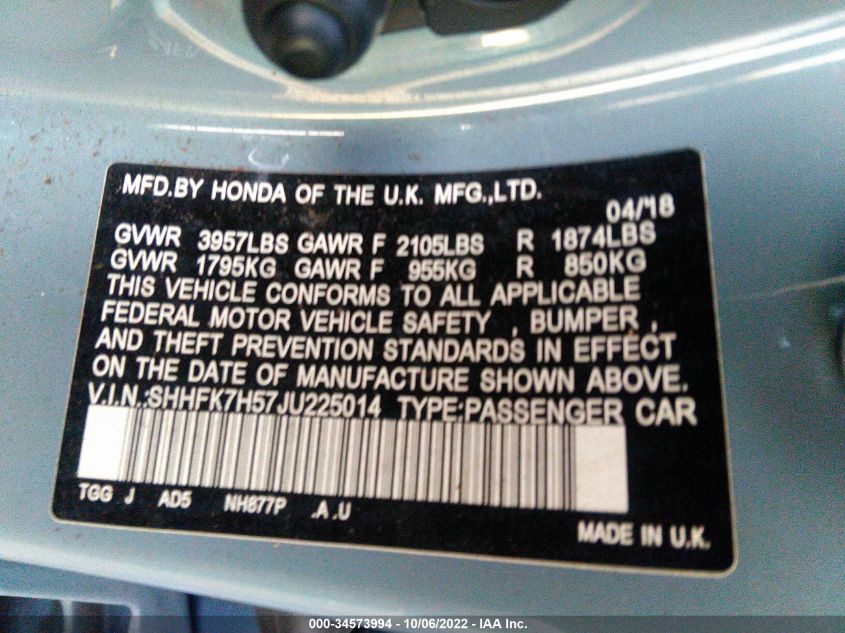 MFD.BY HONDA OF THE U.K. MFG.,LTD.
04/'18
GVWR 3957LBS GAWR F 2105LBS R 1874LBS
GVWR 1795KG GAWR F 955KG R 850KG
THIS VEHICLE CONFORMS TO ALL APPLICABLE
FEDERAL MOTOR VEHICLE SAFETY , BUMPER ,
AND THEFT PREVENTION STANDARDS IN EFFECT
ON THE DATE OF MANUFACTURE SHOWN ABOVE.
V.I.N.:SHHFK7H57JU225014 TYPE:PASSENGER CAR
TGG J AD5 NH877P .A .U
MADE IN U.K.
000-34573994 - 10/06/2022 - IAA Inc.